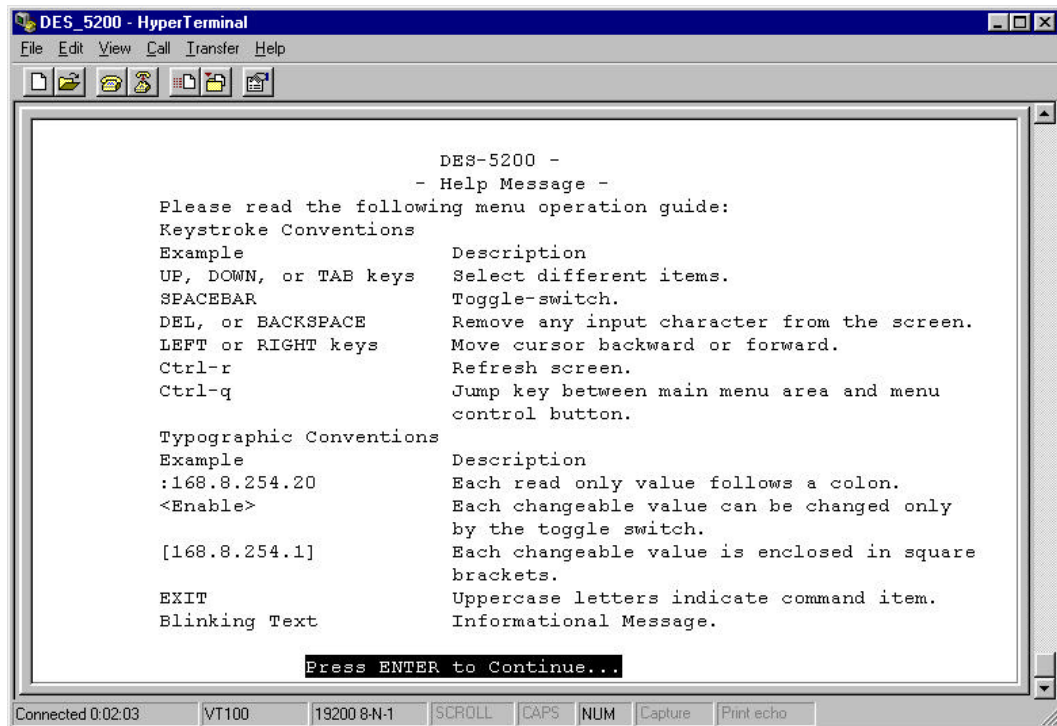 DES_5200 - HyperTerminal
File Edit View Call Transfer Help
DES-5200 -
- Help Message -
Please read the following menu operation guide:
Keystroke Conventions
Example Description
UP, DOWN, or TAB keys Select different items.
SPACEBAR Toggle-switch.
DEL, or BACKSPACE Remove any input character from the screen.
LEFT or RIGHT keys Move cursor backward or forward.
Ctrl-r Refresh screen.
Ctrl-q Jump key between main menu area and menu
control button.
Typographic Conventions
Example Description
:168.8.254.20 Each read only value follows a colon.
<Enable> Each changeable value can be changed only
by the toggle switch.
[168.8.254.1] Each changeable value is enclosed in square
brackets.
EXIT Uppercase letters indicate command item.
Blinking Text Informational Message.
Press ENTER to Continue...
Connected 0:02:03 VT100 19200 8-N-1 SCROLL CAPS NUM Capture Print echo